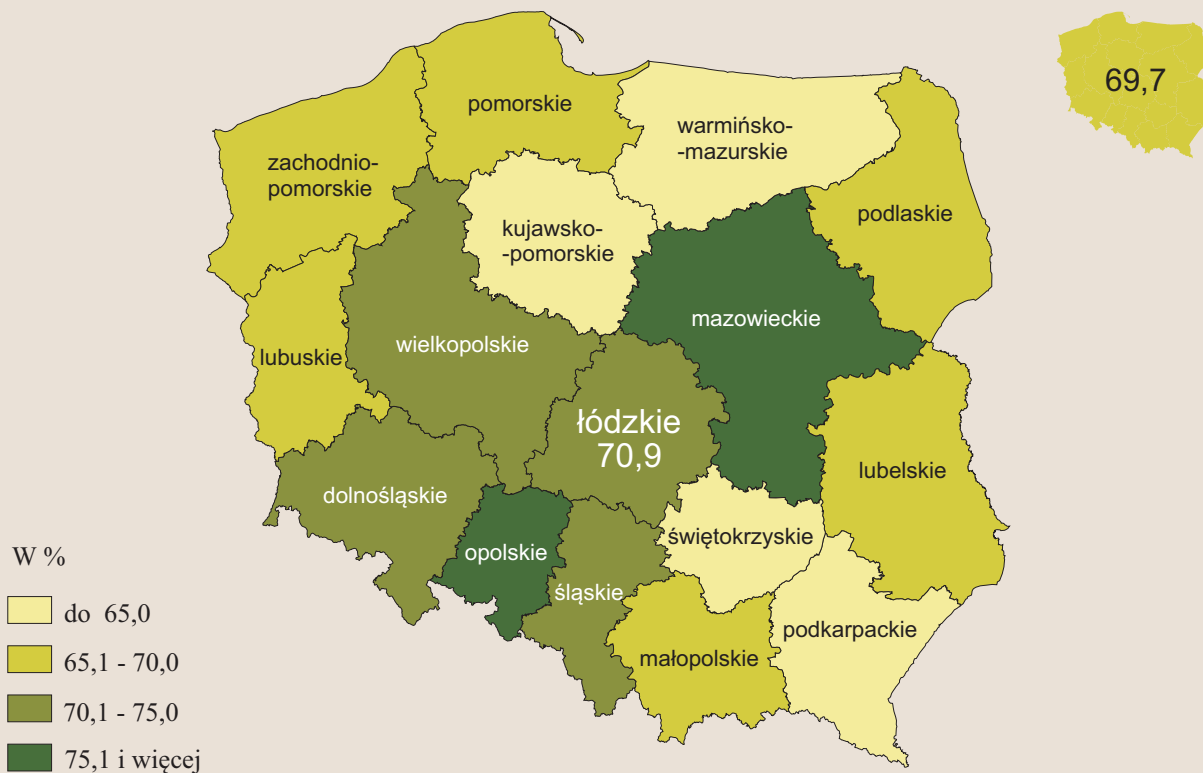 69,7
pomorskie
warmińsko-
-mazurskie
zachodnio-
pomorskie
podlaskie
kujawsko-
-pomorskie
mazowieckie
wielkopolskie
lubuskie
łódzkie
70,9
lubelskie
dolnośląskie
świętokrzyskie
opolskie
śląskie
podkarpackie
małopolskie
W %
do 65,0
65,1 - 70,0
70,1 - 75,0
75,1 i więcej